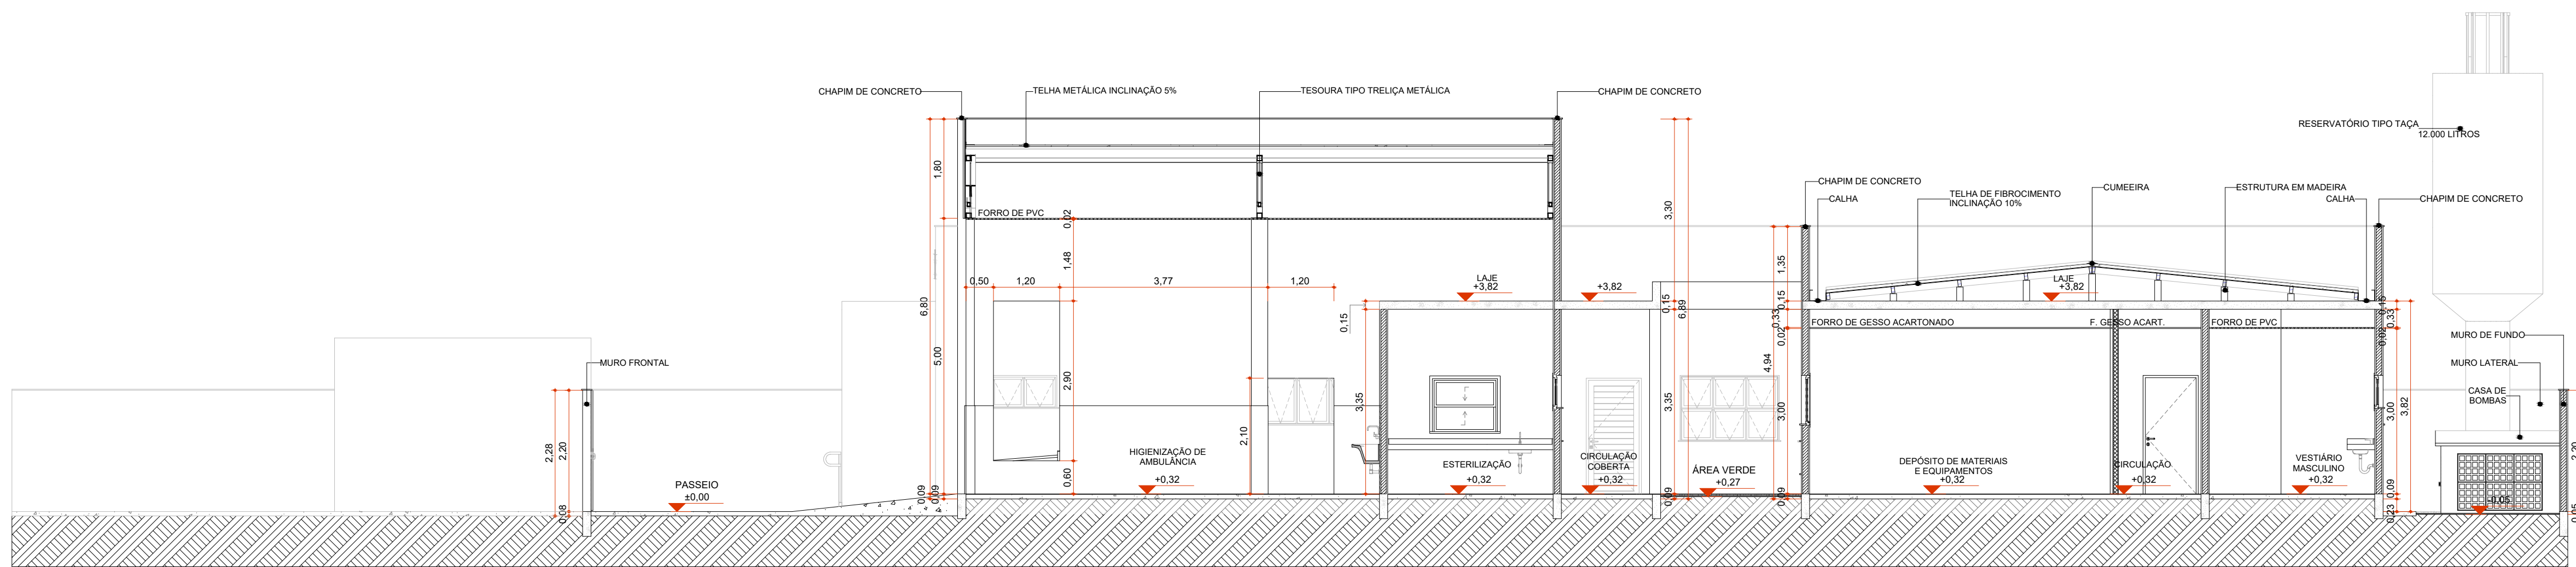 CHAPIM DE CONCRETO
TELHA METÁLICA INCLINAÇÃO 5%
TESOURA TIPO TRELIÇA METÁLICA
CHAPIM DE CONCRETO
RESERVATÓRIO TIPO TAÇA
12.000 LITROS
CHAPIM DE CONCRETO
TELHA DE FIBROCIMENTO
INCLINAÇÃO 10%
CUMEEIRA
ESTRUTURA EM MADEIRA
CALHA
CALHA
CHAPIM DE CONCRETO
1,80
FORRO DE PVC
0,02
1,48
3,30
1,35
0,50
1,20
3,77
1,20
LAJE
+3,82
+3,82
LAJE
+3,82
6,80
5,00
0,15
0,15
6,89
0,15
0,33
0,02
0,15
0,33
0,02
FORRO DE GESSO ACARTONADO
F. GESSO ACART.
FORRO DE PVC
MURO DE FUNDO
MURO FRONTAL
MURO LATERAL
CASA DE
BOMBAS
2,90
3,35
3,35
4,94
3,00
3,00
3,82
2,28
2,20
2,10
2,20
HIGIENIZAÇÃO DE
AMBULÂNCIA
+0,32
0,60
ESTERILIZAÇÃO
+0,32
CIRCULAÇÃO
COBERTA
+0,32
ÁREA VERDE
+0,27
DEPÓSITO DE MATERIAIS
E EQUIPAMENTOS
+0,32
CIRCULAÇÃO
+0,32
VESTIÁRIO
MASCULINO
+0,32
PASSEIO
±0,00
0,08
0,09
0,09
0,09
0,09
0,09
0,23
-0,05
0,05